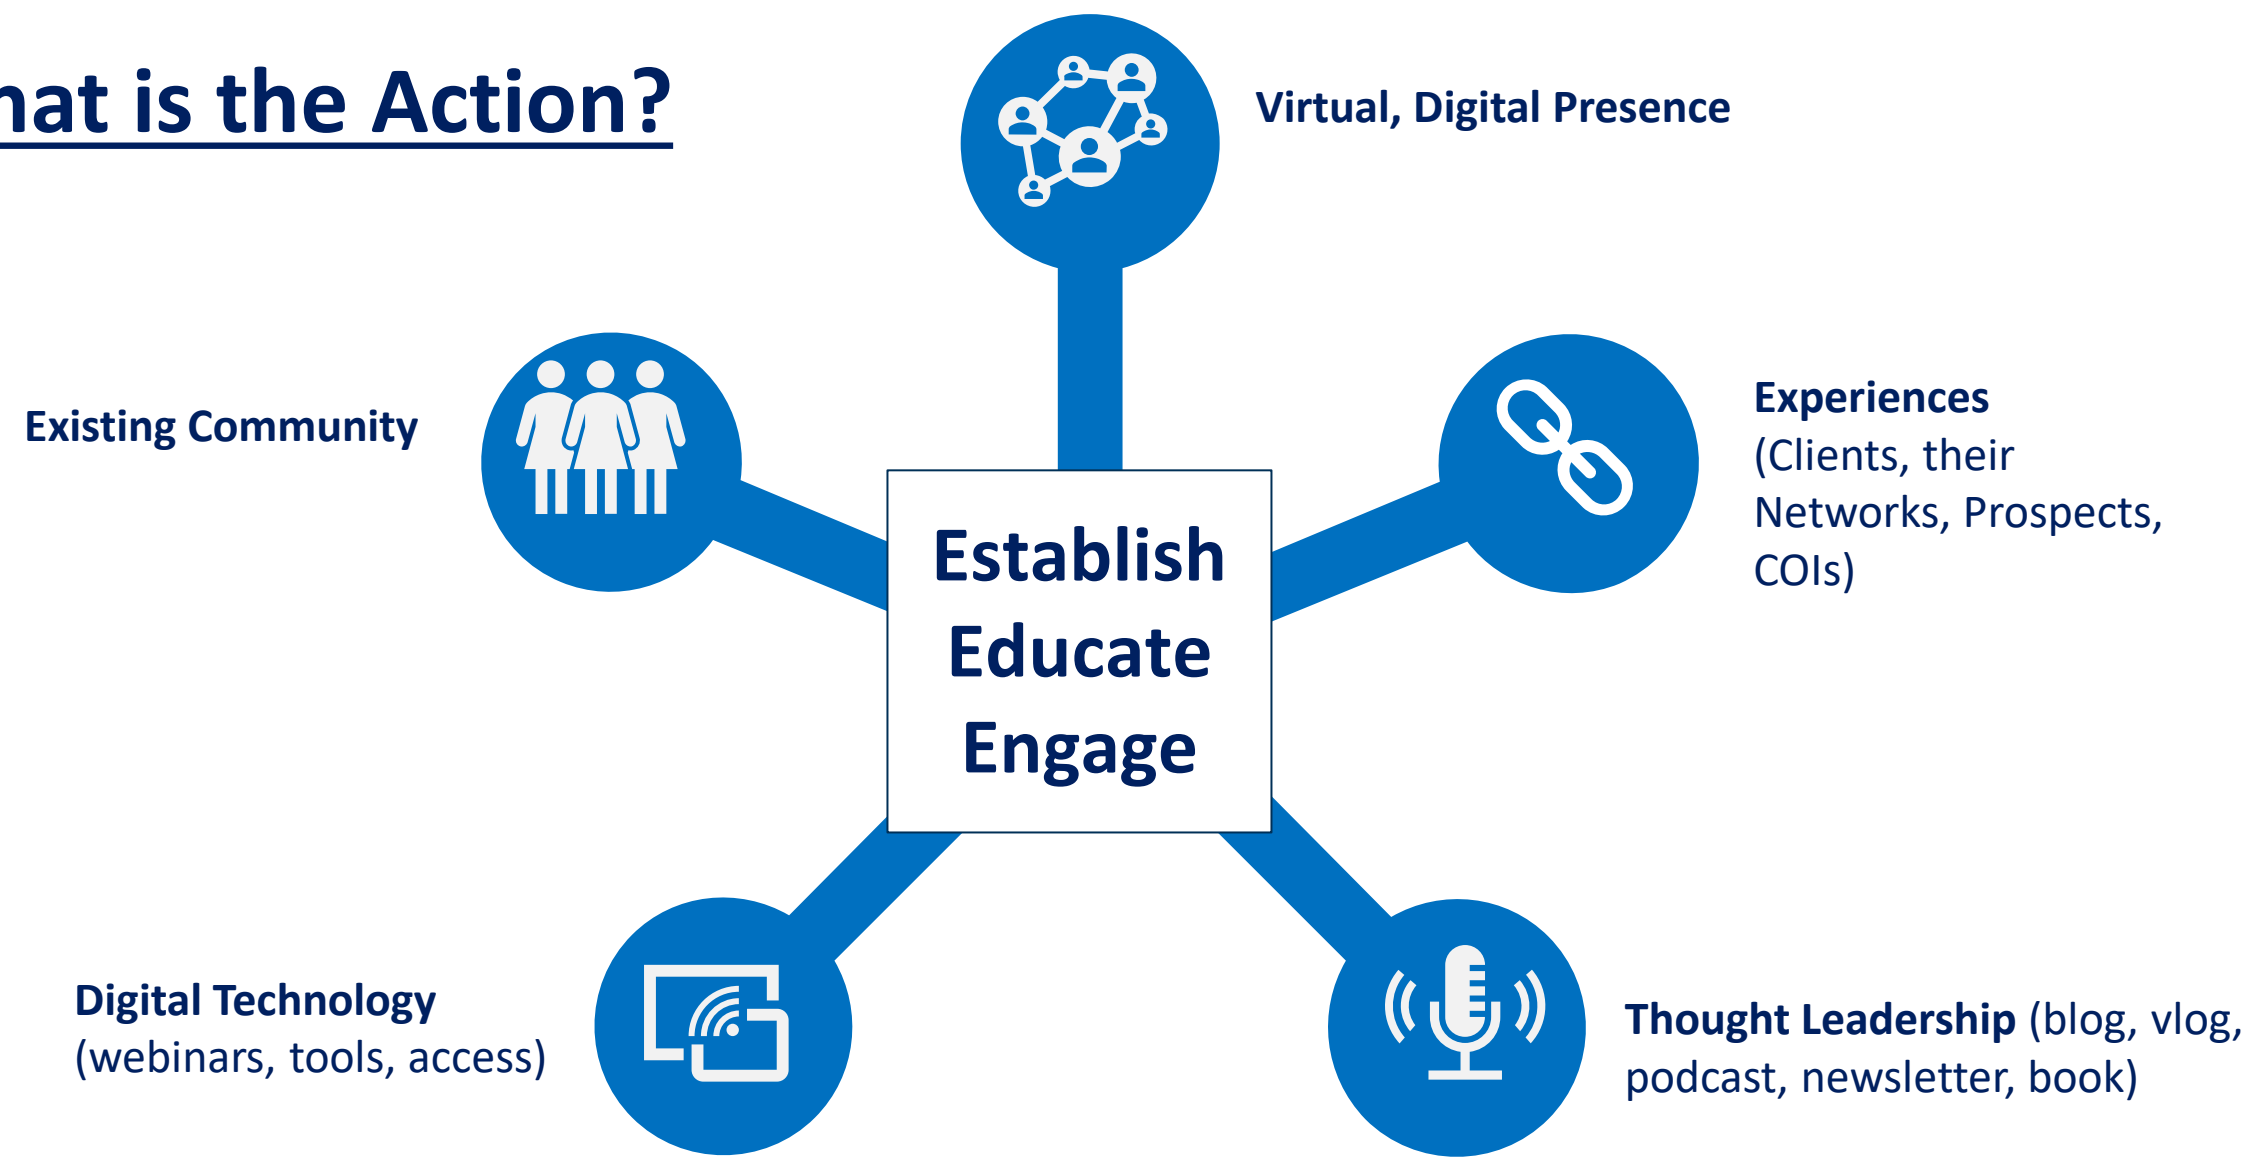 is the Action?
Virtual, Digital Presence
Existing Community
Experiences
(Clients, their
Networks, Prospects,
COIs)
Establish
Educate
Engage
Digital Technology
(webinars, tools, access)
Thought Leadership (blog, vlog,
podcast, newsletter, book)